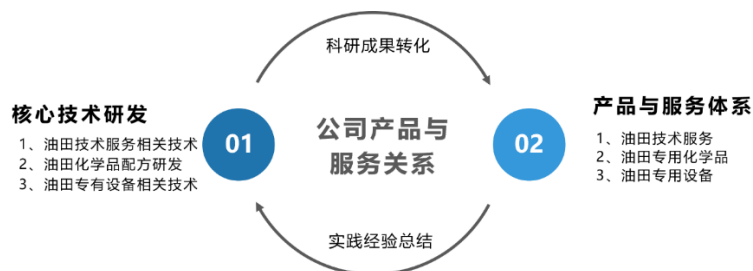 科研成果转化
核心技术研发
1、油田技术服务相关技术
2、油田化学品配方研发
3、油田专有设备相关技术
01
公司产品与
服务关系
02
产品与服务体系
1、油田技术服务
2、油田专用化学品
3、油田专用设备
实践经验总结